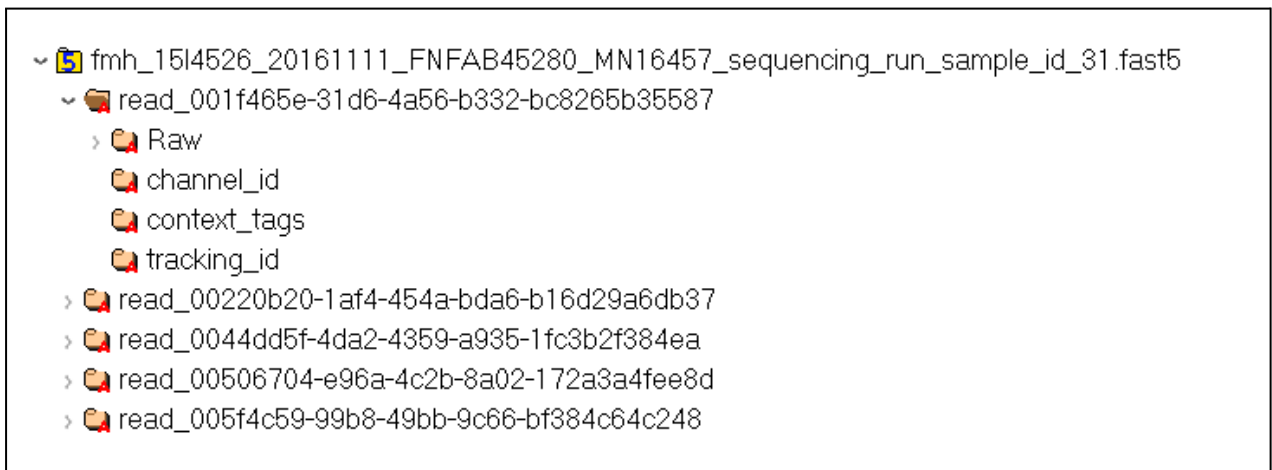 fmh_15l4526_20161111_FNFAB45280_MN16457_sequencing_run_sample_id_31.fast5
read_001f465e-31d6-4a56-b332-bc8265b35587
Raw
channel_id
context_tags
tracking_id
read_00220b20-1af4-454a-bda6-b16d29a6db37
read_0044dd5f-4da2-4359-a935-1fc3b2f384ea
read_00506704-e96a-4c2b-8a02-172a3a4fee8d
read_005f4c59-99b8-49bb-9c66-bf384c64c248